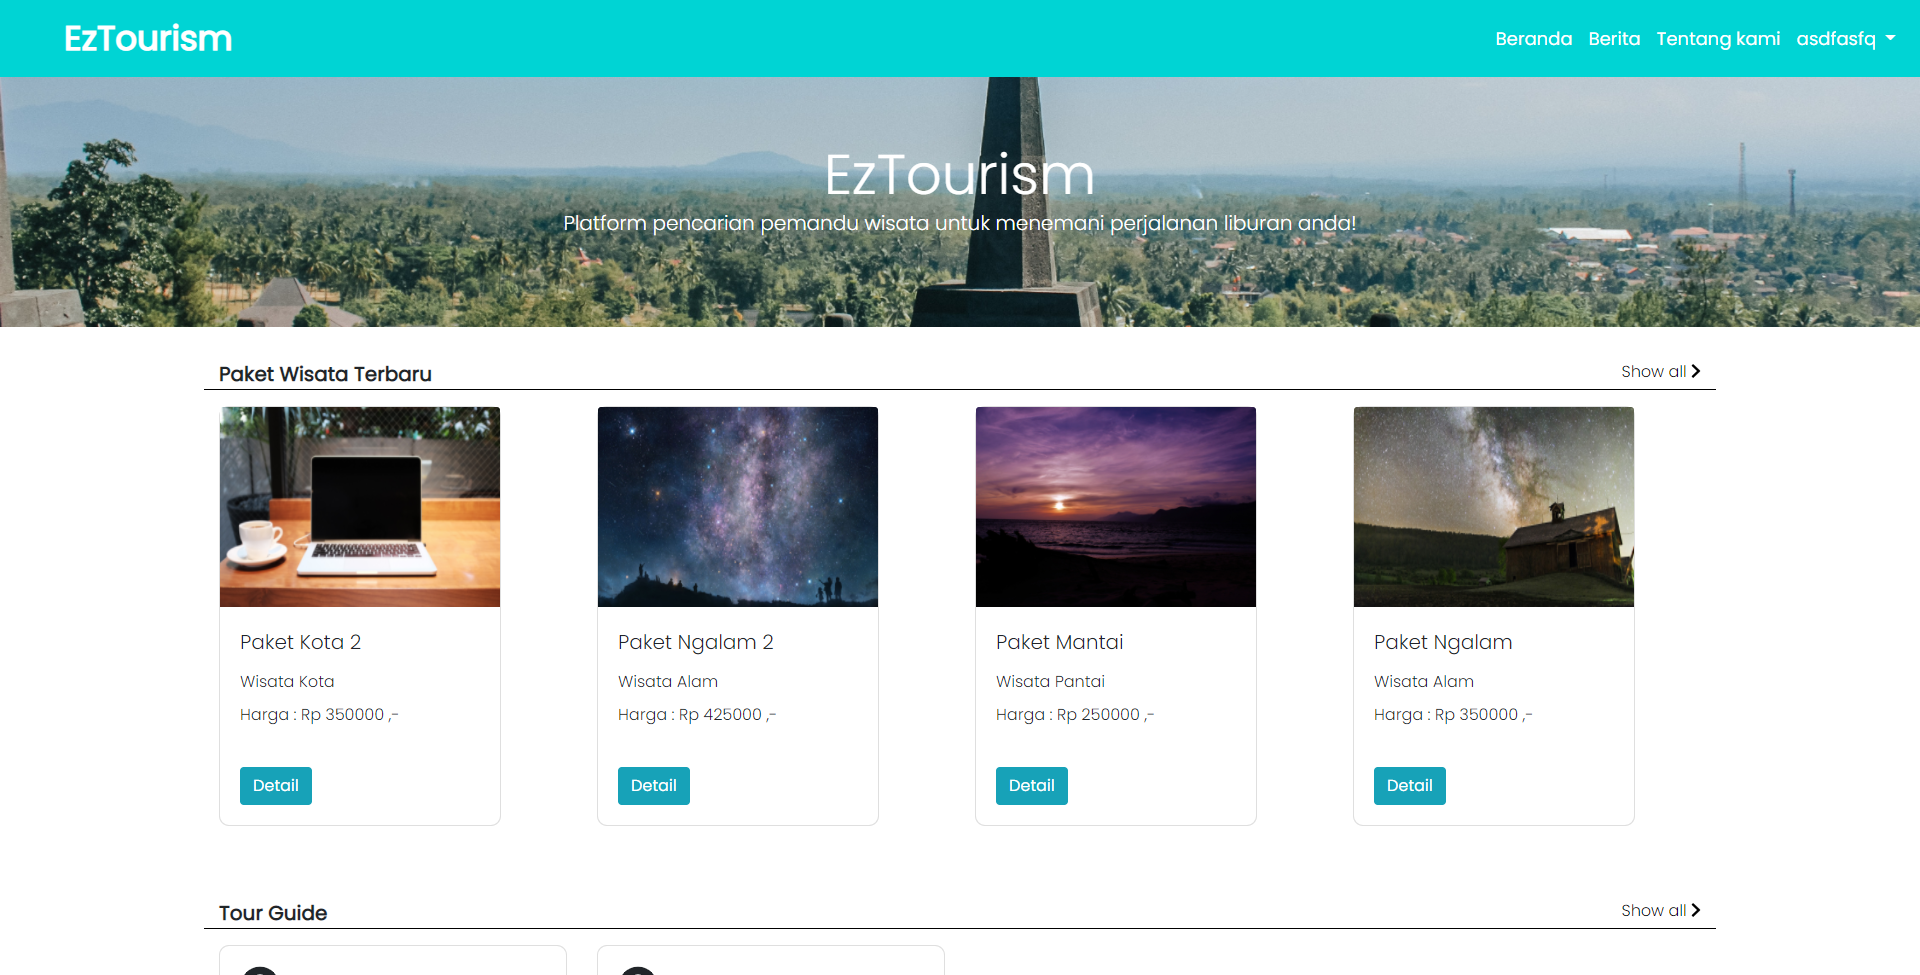 EzTourism
Beranda Berita Tentang kami asdfasfq
EzTourism
Platform pencarian pemandu wisata untuk menemani perjalanan liburan anda!
Paket Wisata Terbaru
Show all
Paket Kota 2
Wisata Kota
Harga : Rp 350000 ,-
Detail
Paket Ngalam 2
Wisata Alam
Harga : Rp 425000 ,-
Detail
Paket Mantai
Wisata Pantai
Harga : Rp 250000 ,-
Detail
Paket Ngalam
Wisata Alam
Harga : Rp 350000 ,-
Detail
Tour Guide
Show all